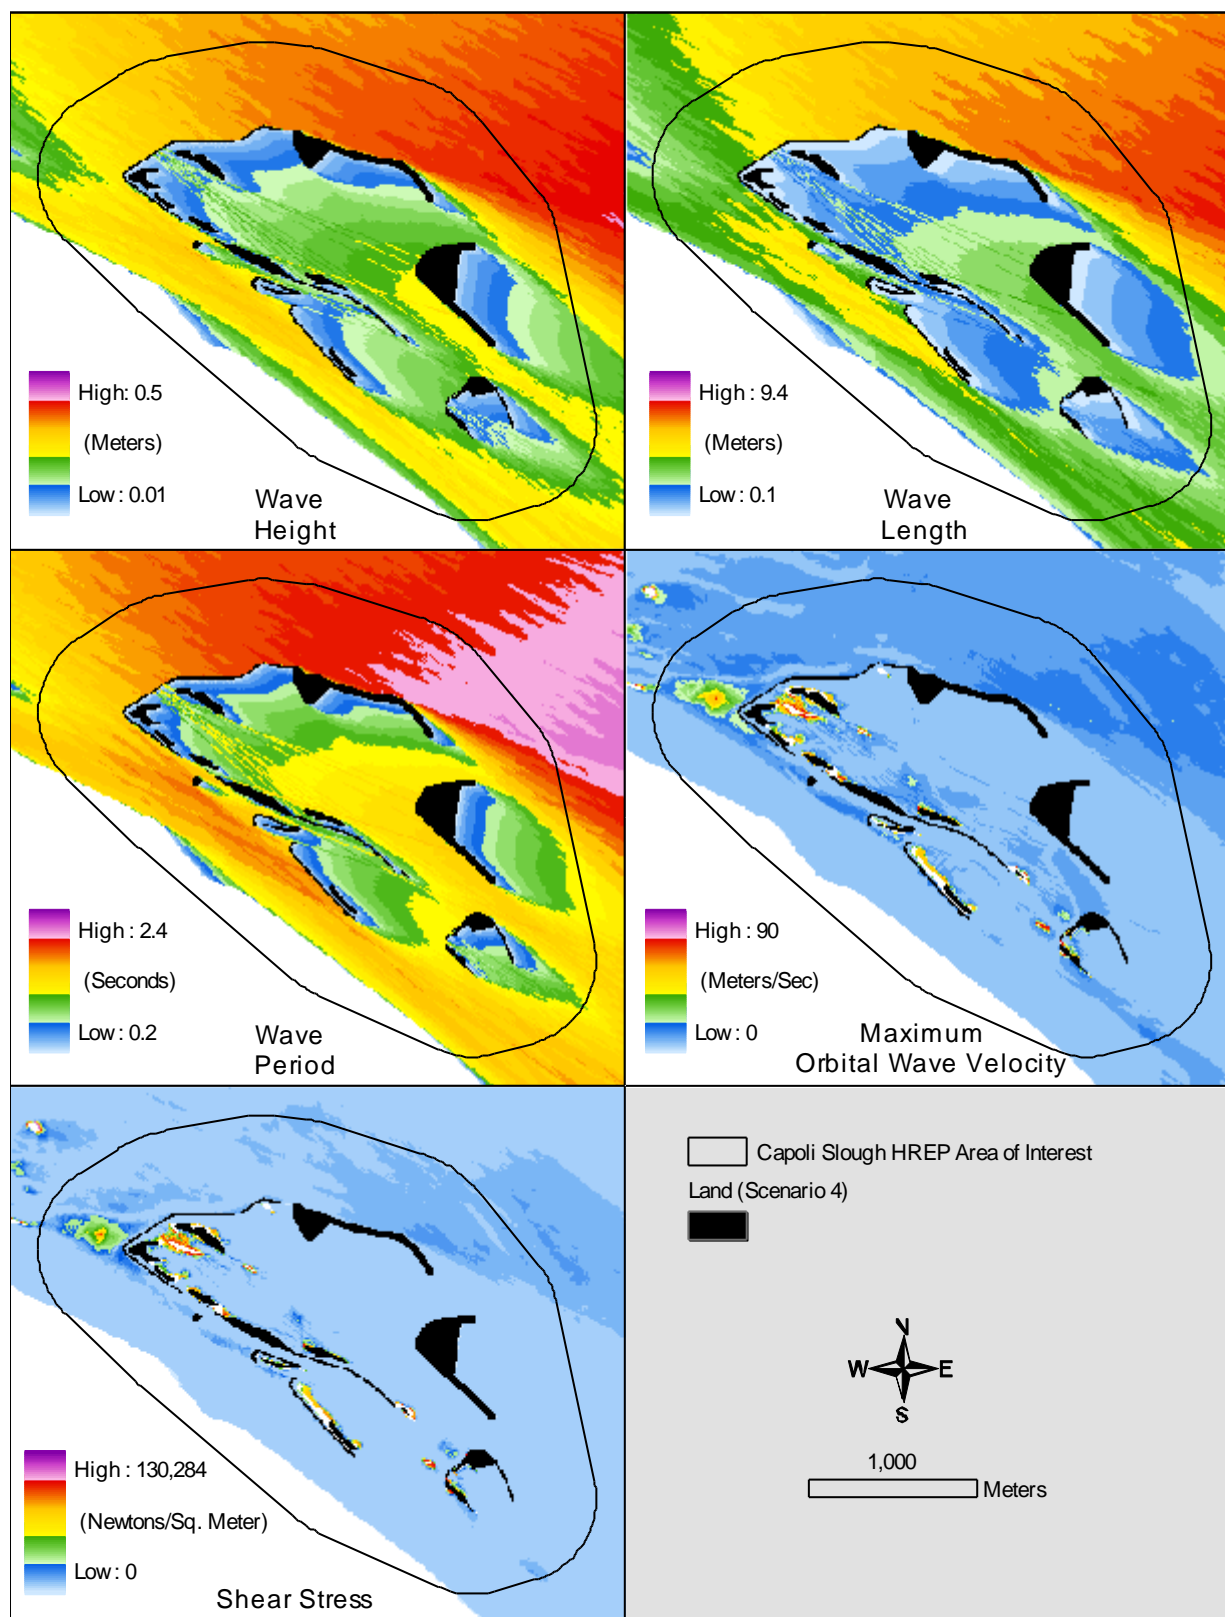 High: 0.5
(Meters)
Low : 0.01
Wave
Height
High : 9.4
(Meters)
Low : 0.1
Wave
Length
High : 2.4
(Seconds)
Low : 0.2
Wave
Period
High : 90
(Meters/Sec)
Low : 0
Maximum
Orbital Wave Velocity
High : 130,284
(Newtons/Sq. Meter)
Low : 0
Shear Stress
Capoli Slough HREP Area of Interest
Land (Scenario 4)
N
W E
S
1,000
Meters